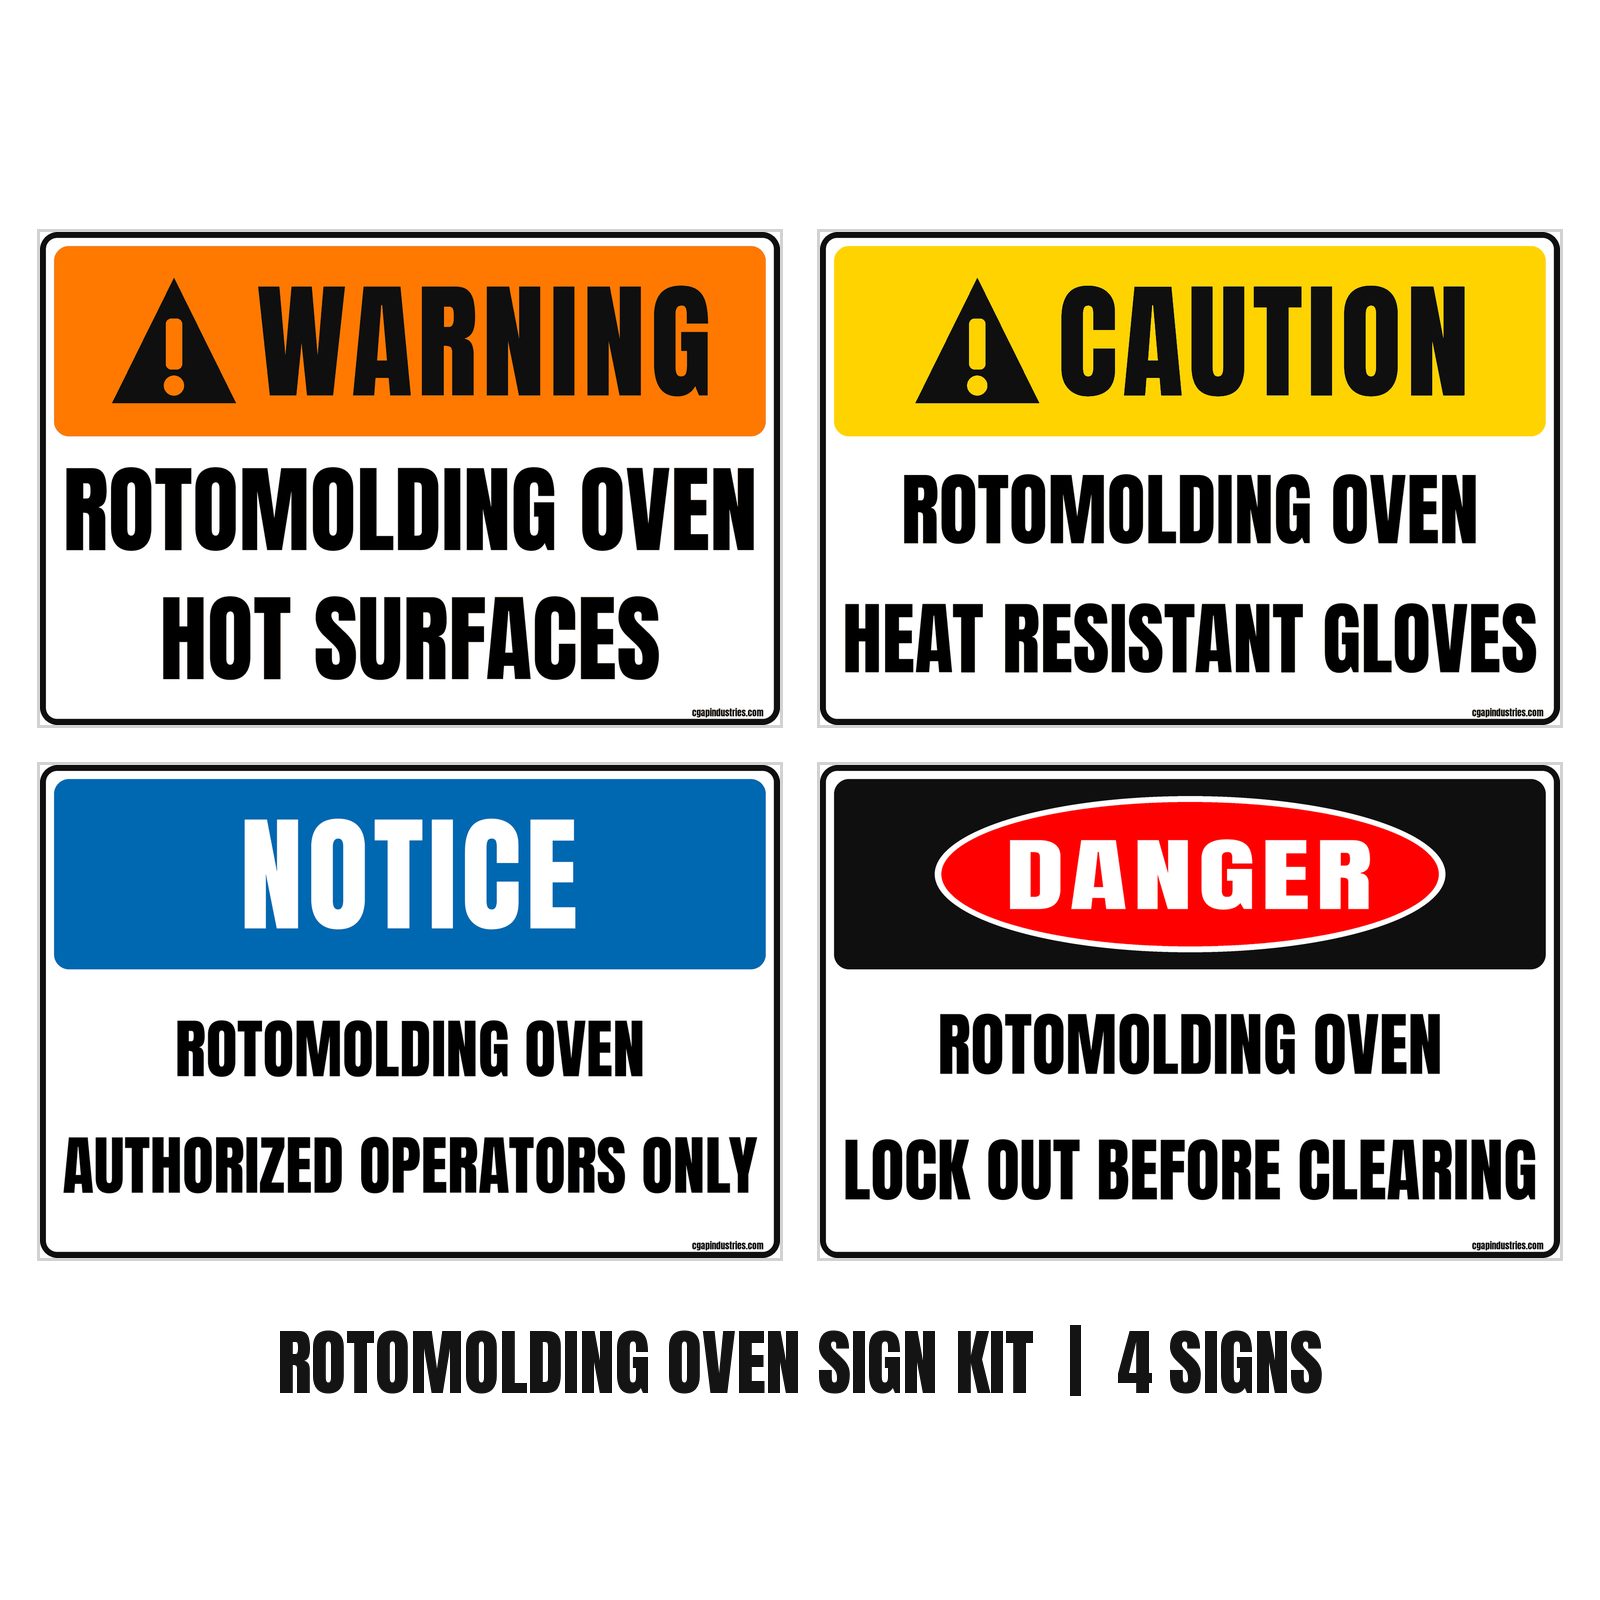 WARNING
ROTOMOLDING OVEN
HOT SURFACES
cgapindustries.com
CAUTION
ROTOMOLDING OVEN
HEAT RESISTANT GLOVES
cgapindustries.com
NOTICE
ROTOMOLDING OVEN
AUTHORIZED OPERATORS ONLY
cgapindustries.com
DANGER
ROTOMOLDING OVEN
LOCK OUT BEFORE CLEARING
cgapindustries.com
ROTOMOLDING OVEN SIGN KIT | 4 SIGNS